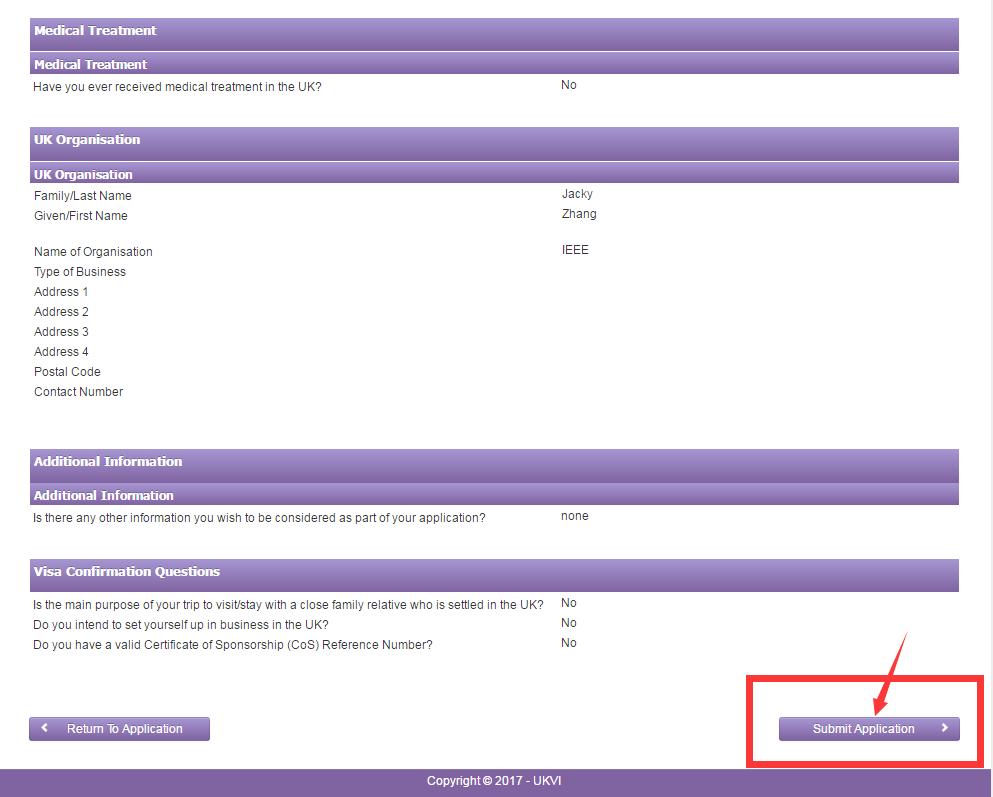 Medical Treatment
Medical Treatment
Have you ever received medical treatment in the UK? No
UK Organisation
UK Organisation
Family/Last Name Jacky
Given/First Name Zhang
Name of Organisation IEEE
Type of Business
Address 1
Address 2
Address 3
Address 4
Postal Code
Contact Number
Additional Information
Additional Information
Is there any other information you wish to be considered as part of your application? none
Visa Confirmation Questions
Is the main purpose of your trip to visit/stay with a close family relative who is settled in the UK? No
Do you intend to set yourself up in business in the UK? No
Do you have a valid Certificate of Sponsorship (CoS) Reference Number? No
Return To Application Submit Application
Copyright © 2017 - UKVI